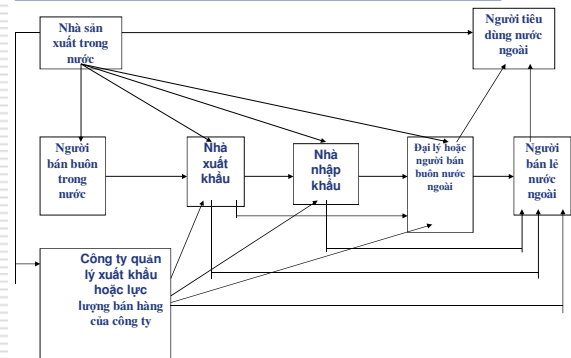 Nhà sản
xuất trong
nước
Người tiêu
dùng nước
ngoài
Người
bán buôn
trong
nước
Nhà
xuất
khẩu
Nhà
nhập
khẩu
Đại lý hoặc
người bán
buôn nước
ngoài
Người
bán lẻ
nước
ngoài
Công ty quản
lý xuất khẩu
hoặc lực
lượng bán hàng
của công ty